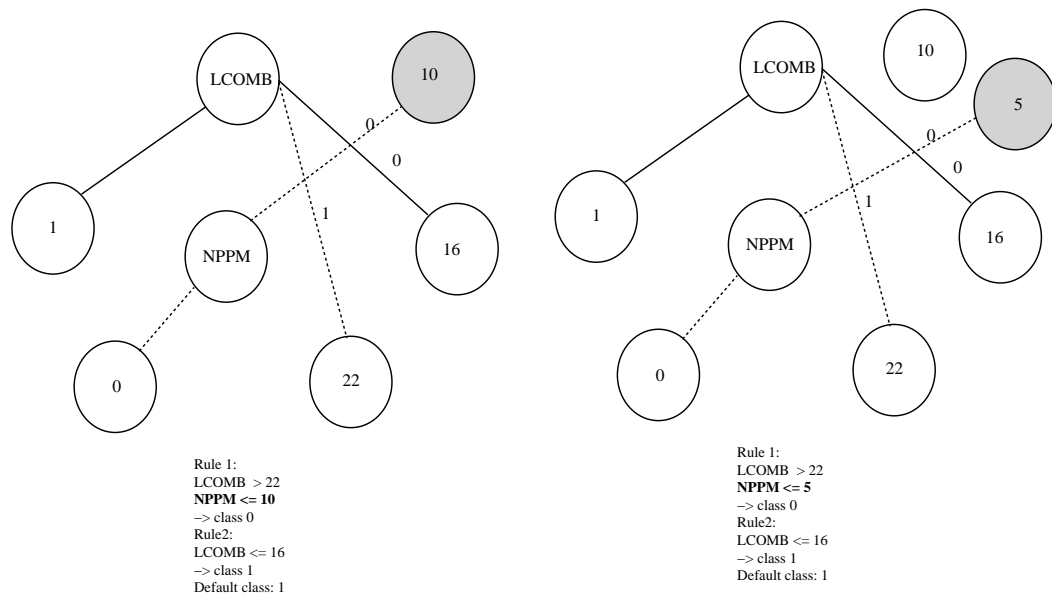 LCOMB
10
0
0
1
1
NPPM
16
0
22
Rule 1:
LCOMB > 22
NPPM <= 10
−> class 0
Rule2:
LCOMB <= 16
−> class 1
Default class: 1
LCOMB
10
5
0
0
1
1
NPPM
16
0
22
Rule 1:
LCOMB > 22
NPPM <= 5
−> class 0
Rule2:
LCOMB <= 16
−> class 1
Default class: 1